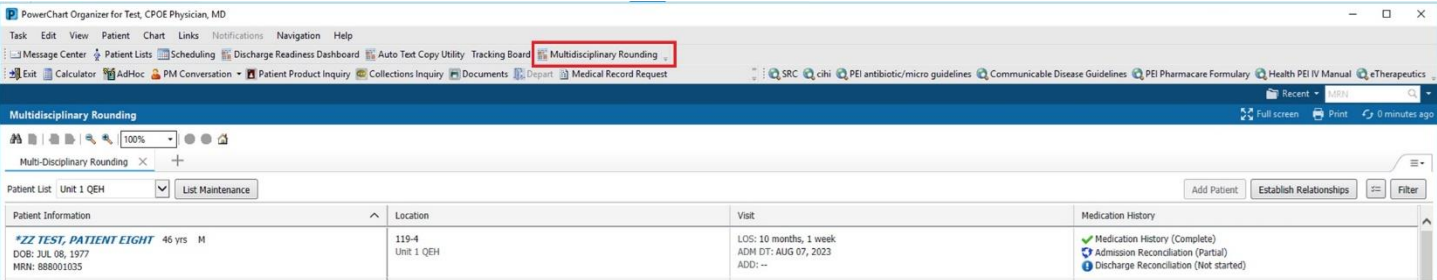 PowerChart Organizer for Test, CPOE Physician, MD
Task Edit View Patient Chart Links Notifications Navigation Help
Message Center Patient Lists Scheduling Discharge Readiness Dashboard Auto Text Copy Utility Tracking Board Multidisciplinary Rounding
Exit Calculator AdHoc PM Conversation Patient Product Inquiry Collections Inquiry Documents Depart Medical Record Request SRC cihi PEI antibiotic/micro guidelines Communicable Disease Guidelines PEI Pharmacare Formulary Health PEI IV Manual eTherapeutics
Recent MRN
Multidisciplinary Rounding Full screen Print 0 minutes ago
100%
Multi-Disciplinary Rounding
Patient List Unit 1 QEH List Maintenance Add Patient Establish Relationships Filter
Patient Information Location Visit Medication History
*ZZ TEST, PATIENT EIGHT 46 yrs M 119-4 LOS: 10 months, 1 week Medication History (Complete)
DOB: JUL 08, 1977 Unit 1 QEH ADM DT: AUG 07, 2023 Admission Reconciliation (Partial)
MRN: 888001035 ADD: -- Discharge Reconciliation (Not started)